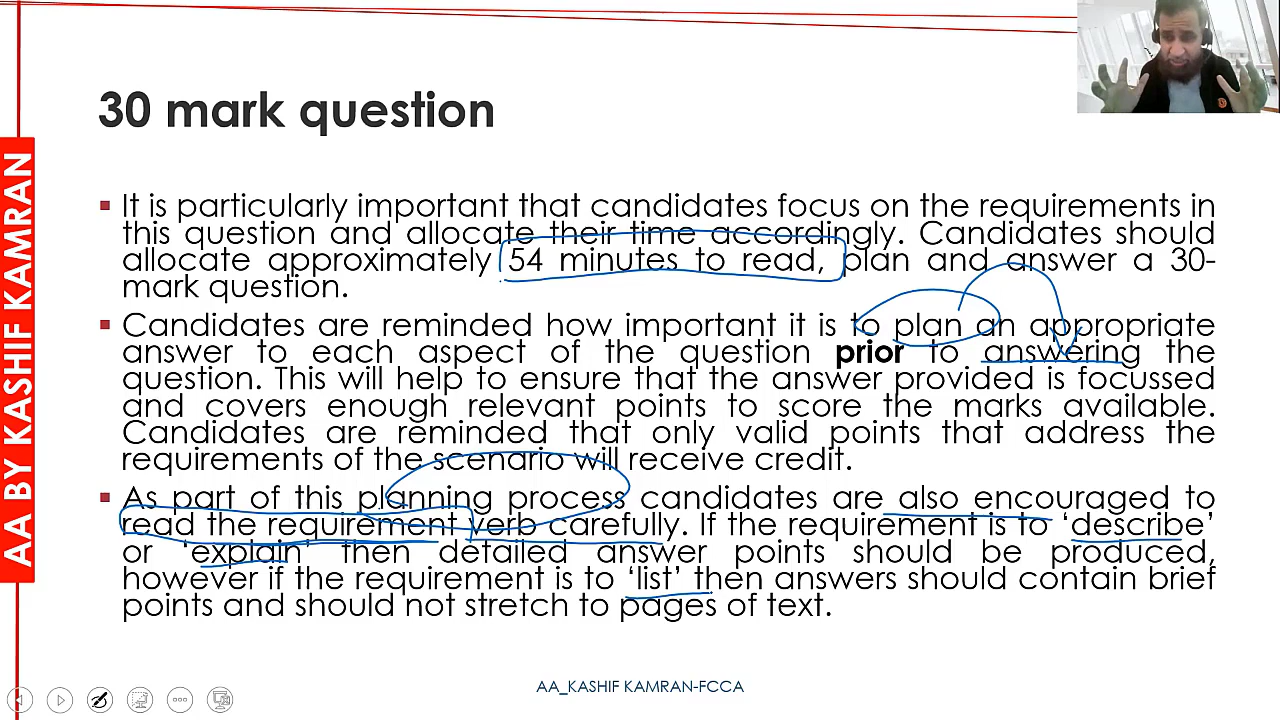 30 mark question
It is particularly important that candidates focus on the requirements in
this question and allocate their time accordingly. Candidates should
allocate approximately 54 minutes to read, plan and answer a 30-
mark question.
Candidates are reminded how important it is to plan an appropriate
answer to each aspect of the question prior to answering the
question. This will help to ensure that the answer provided is focussed
and covers enough relevant points to score the marks available.
Candidates are reminded that only valid points that address the
requirements of the scenario will receive credit.
As part of this planning process candidates are also encouraged to
read the requirement verb carefully. If the requirement is to ‘describe’
or ‘explain’ then detailed answer points should be produced,
however if the requirement is to ‘list’ then answers should contain brief
points and should not stretch to pages of text.
AA BY KASHIF KAMRAN
AA_KASHIF KAMRAN-FCCA